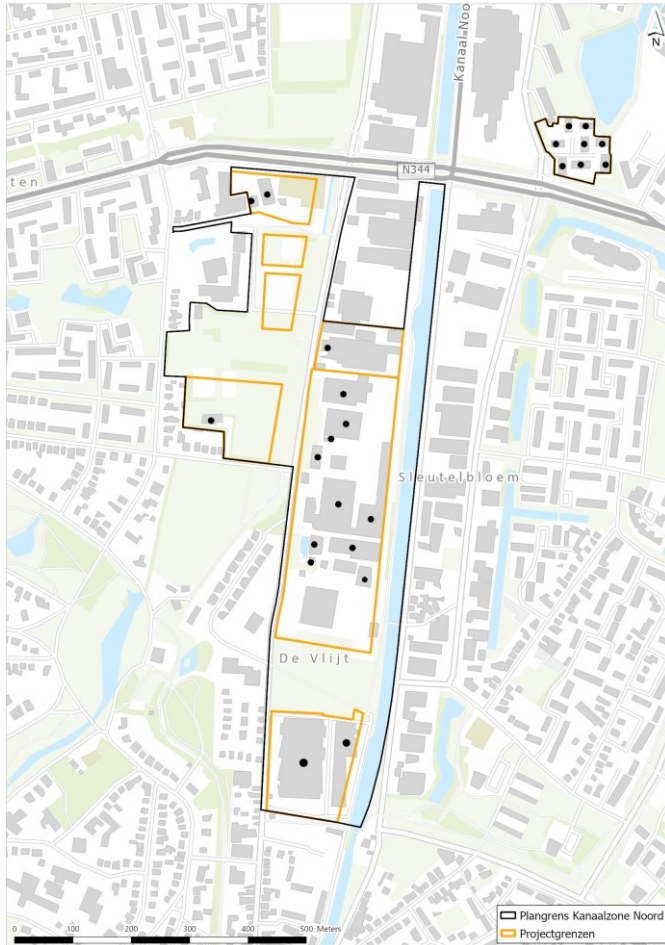 Kanaal Noo
N
N344
ten
Sleutelbloem
De Vlijt
0 100 200 300 400 500 Meters
Plangrens Kanaalzone Noord
Projectgrenzen